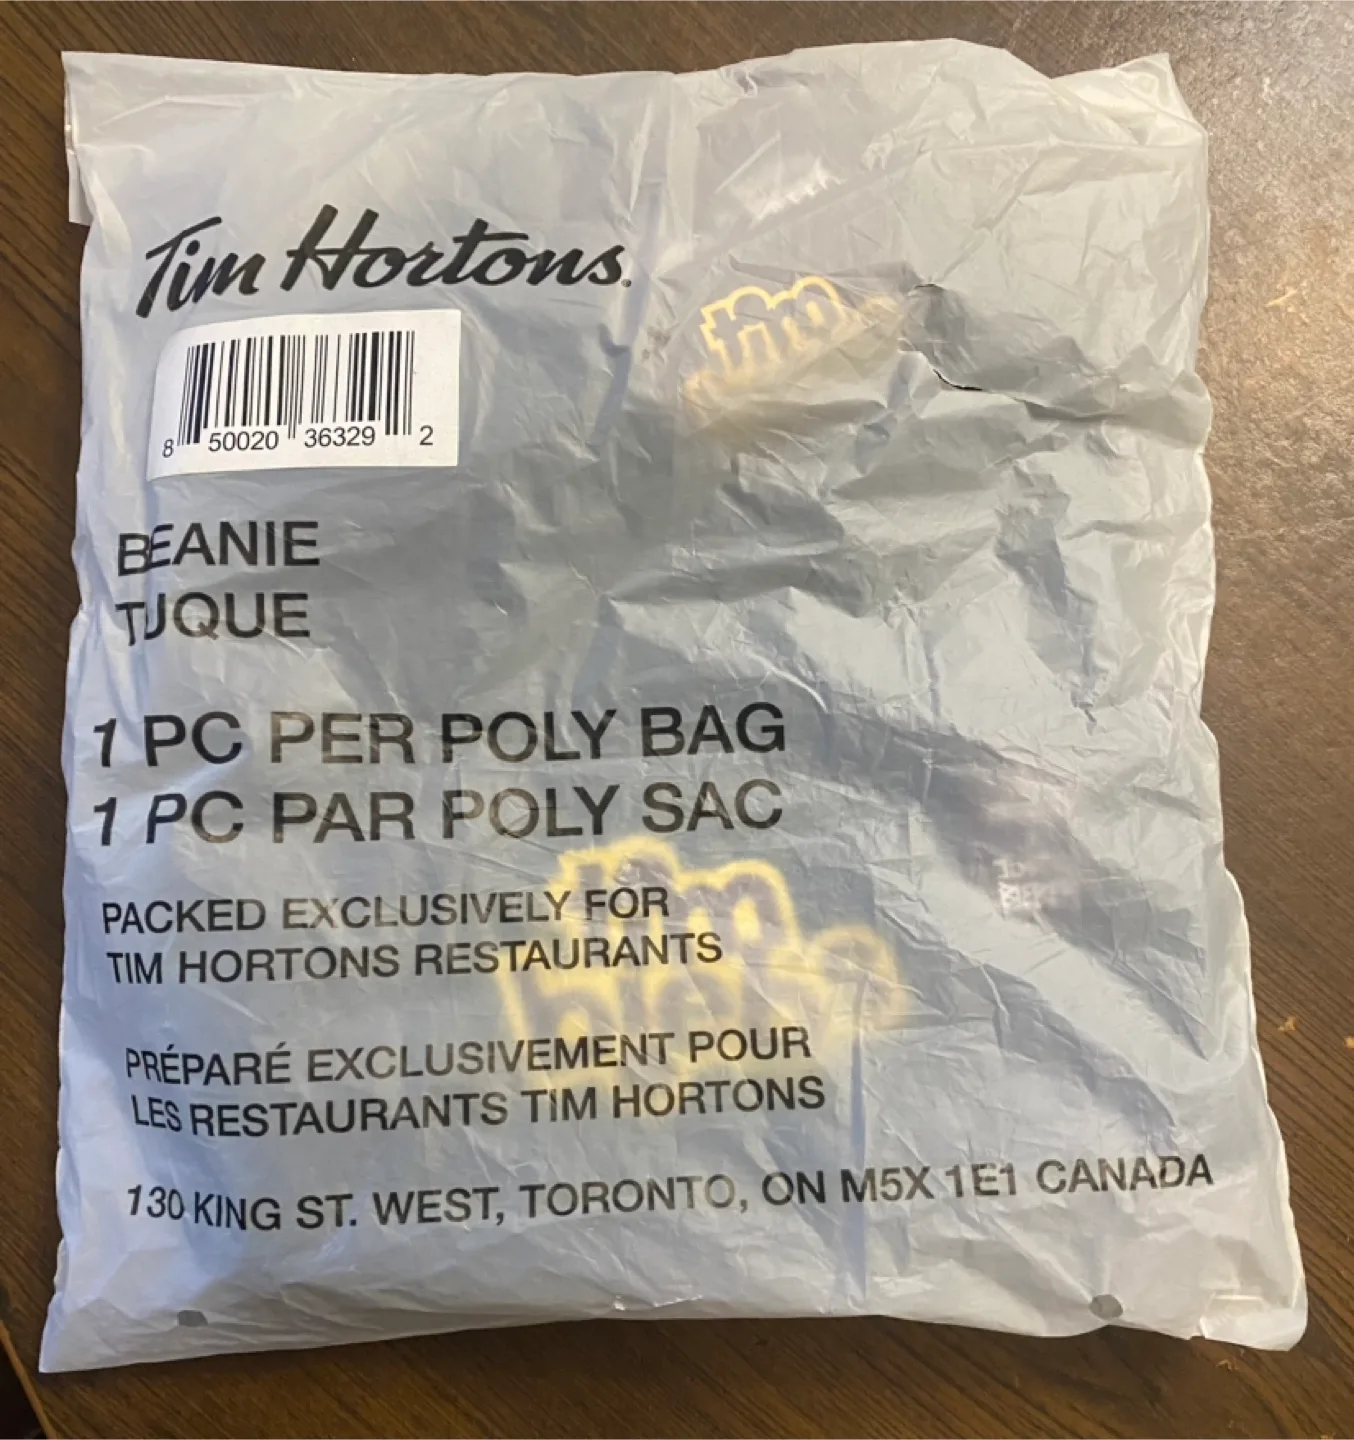 Tim Hortons.
8 50020 36329 2
BEANIE
TUQUE
1 PC PER POLY BAG
1 PC PAR POLY SAC
PACKED EXCLUSIVELY FOR
TIM HORTONS RESTAURANTS
PRÉPARÉ EXCLUSIVEMENT POUR
LES RESTAURANTS TIM HORTONS
130 KING ST. WEST, TORONTO, ON M5X 1E1 CANADA
tim
tim